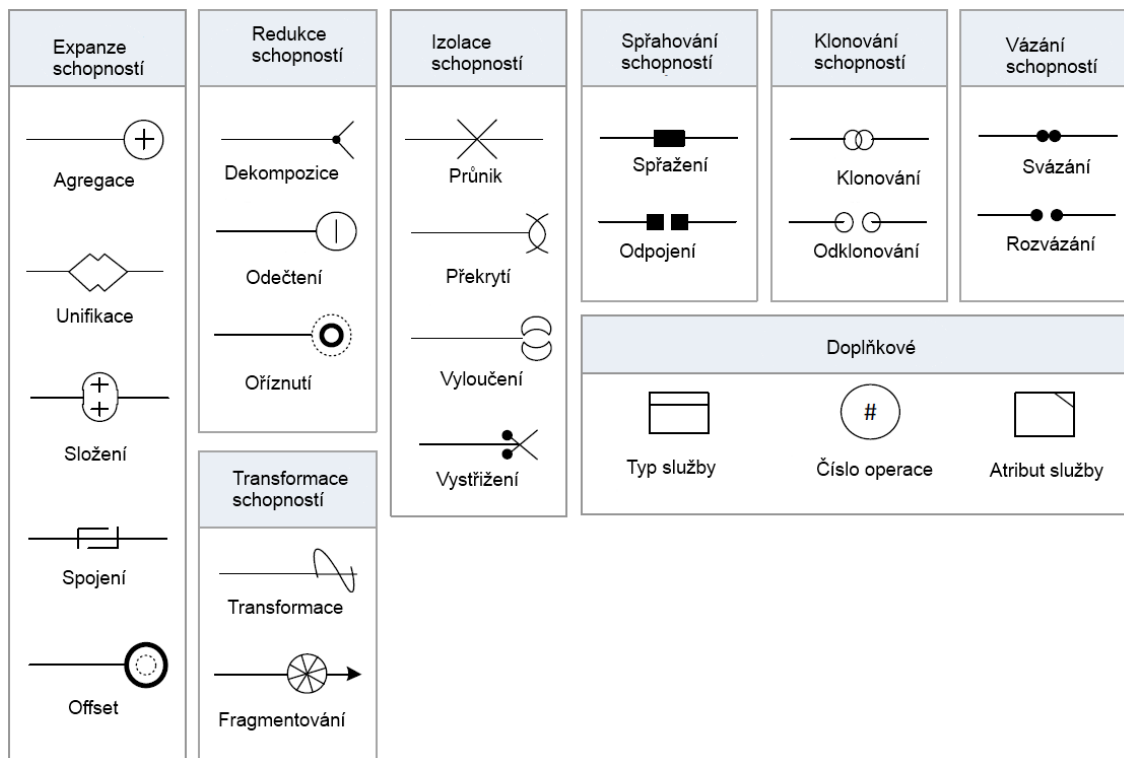 Expanze
schopností
Agregace
Unifikace
Složení
Spojení
Offset
Redukce
schopností
Dekompozice
Odečtení
Oříznutí
Transformace
schopností
Transformace
Fragmentování
Izolace
schopností
Průnik
Překrytí
Vyloučení
Vystřižení
Spřahování
schopností
Spřažení
Odpojení
Klonování
schopností
Klonování
Odklonování
Vázání
schopností
Svázání
Rozvázání
Doplňkové
#
Typ služby
Číslo operace
Atribut služby